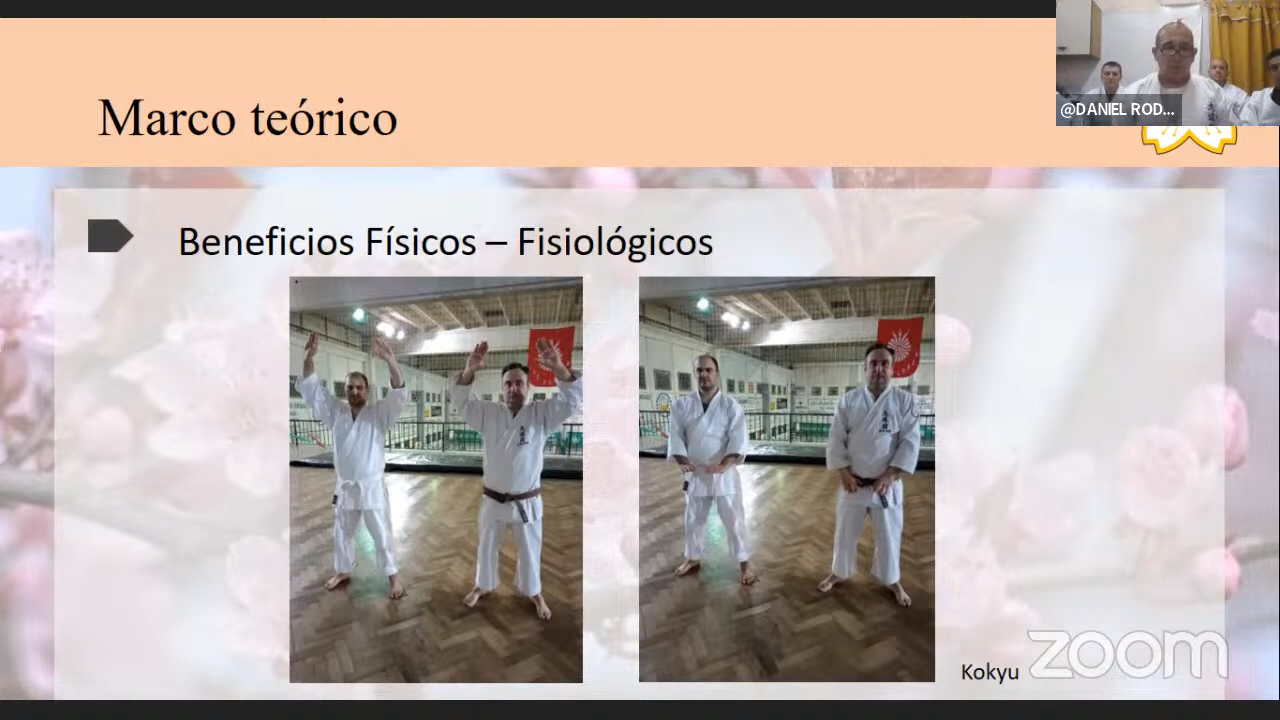 Marco teórico
@DANIEL ROD...
Beneficios Físicos – Fisiológicos
Kokyu
zoom